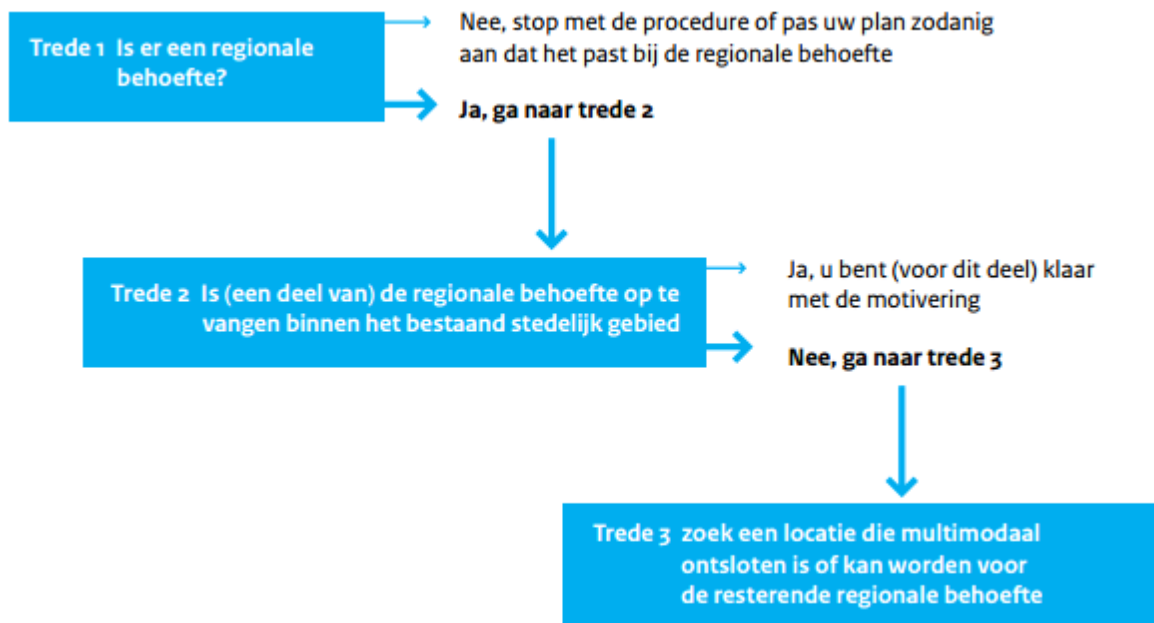 Trede 1 Is er een regionale
behoefte?
Nee, stop met de procedure of pas uw plan zodanig
aan dat het past bij de regionale behoefte
Ja, ga naar trede 2
Trede 2 Is (een deel van) de regionale behoefte op te
vangen binnen het bestaand stedelijk gebied
Ja, u bent (voor dit deel) klaar
met de motivering
Nee, ga naar trede 3
Trede 3 zoek een locatie die multimodaal
ontsloten is of kan worden voor
de resterende regionale behoefte